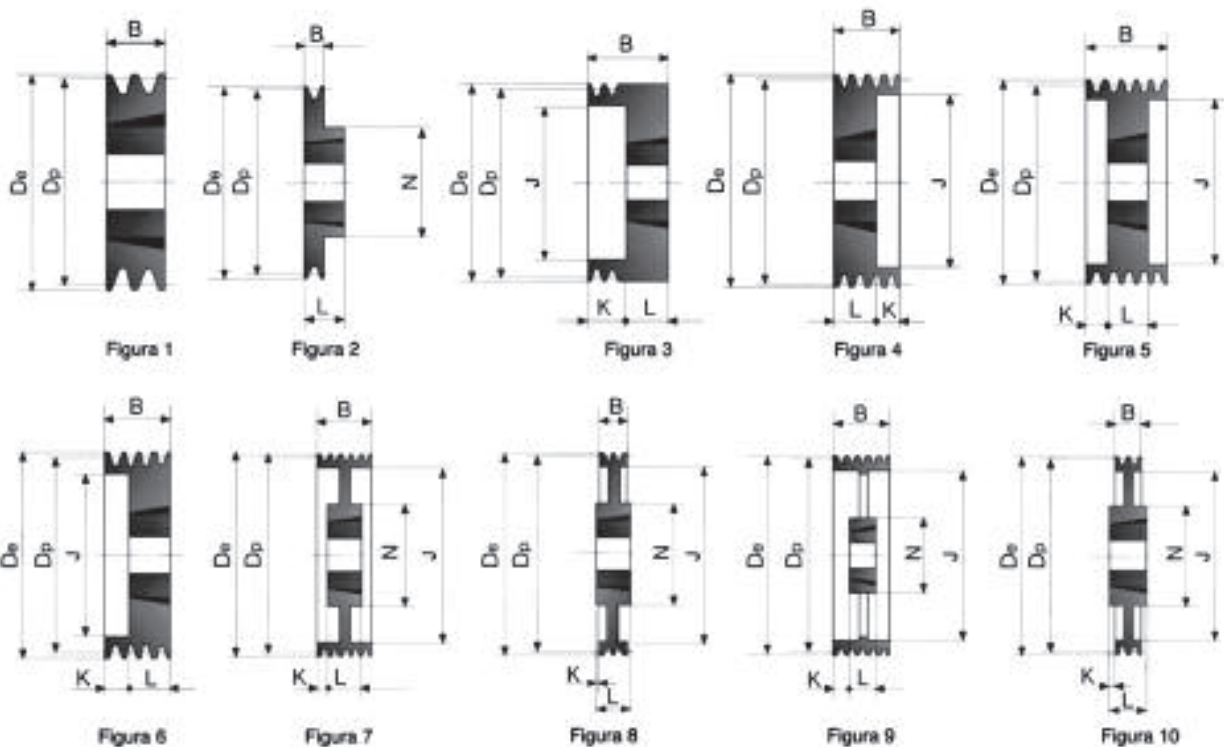 B B B B B
De Dp De Dp N De Dp J De Dp J De Dp J
L K L L K K L
Figura 1 Figura 2 Figura 3 Figura 4 Figura 5
B B B B B
De Dp J De Dp N J De Dp N J De Dp N J De Dp N J
K L K L K L K L K L
Figura 6 Figura 7 Figura 8 Figura 9 Figura 10